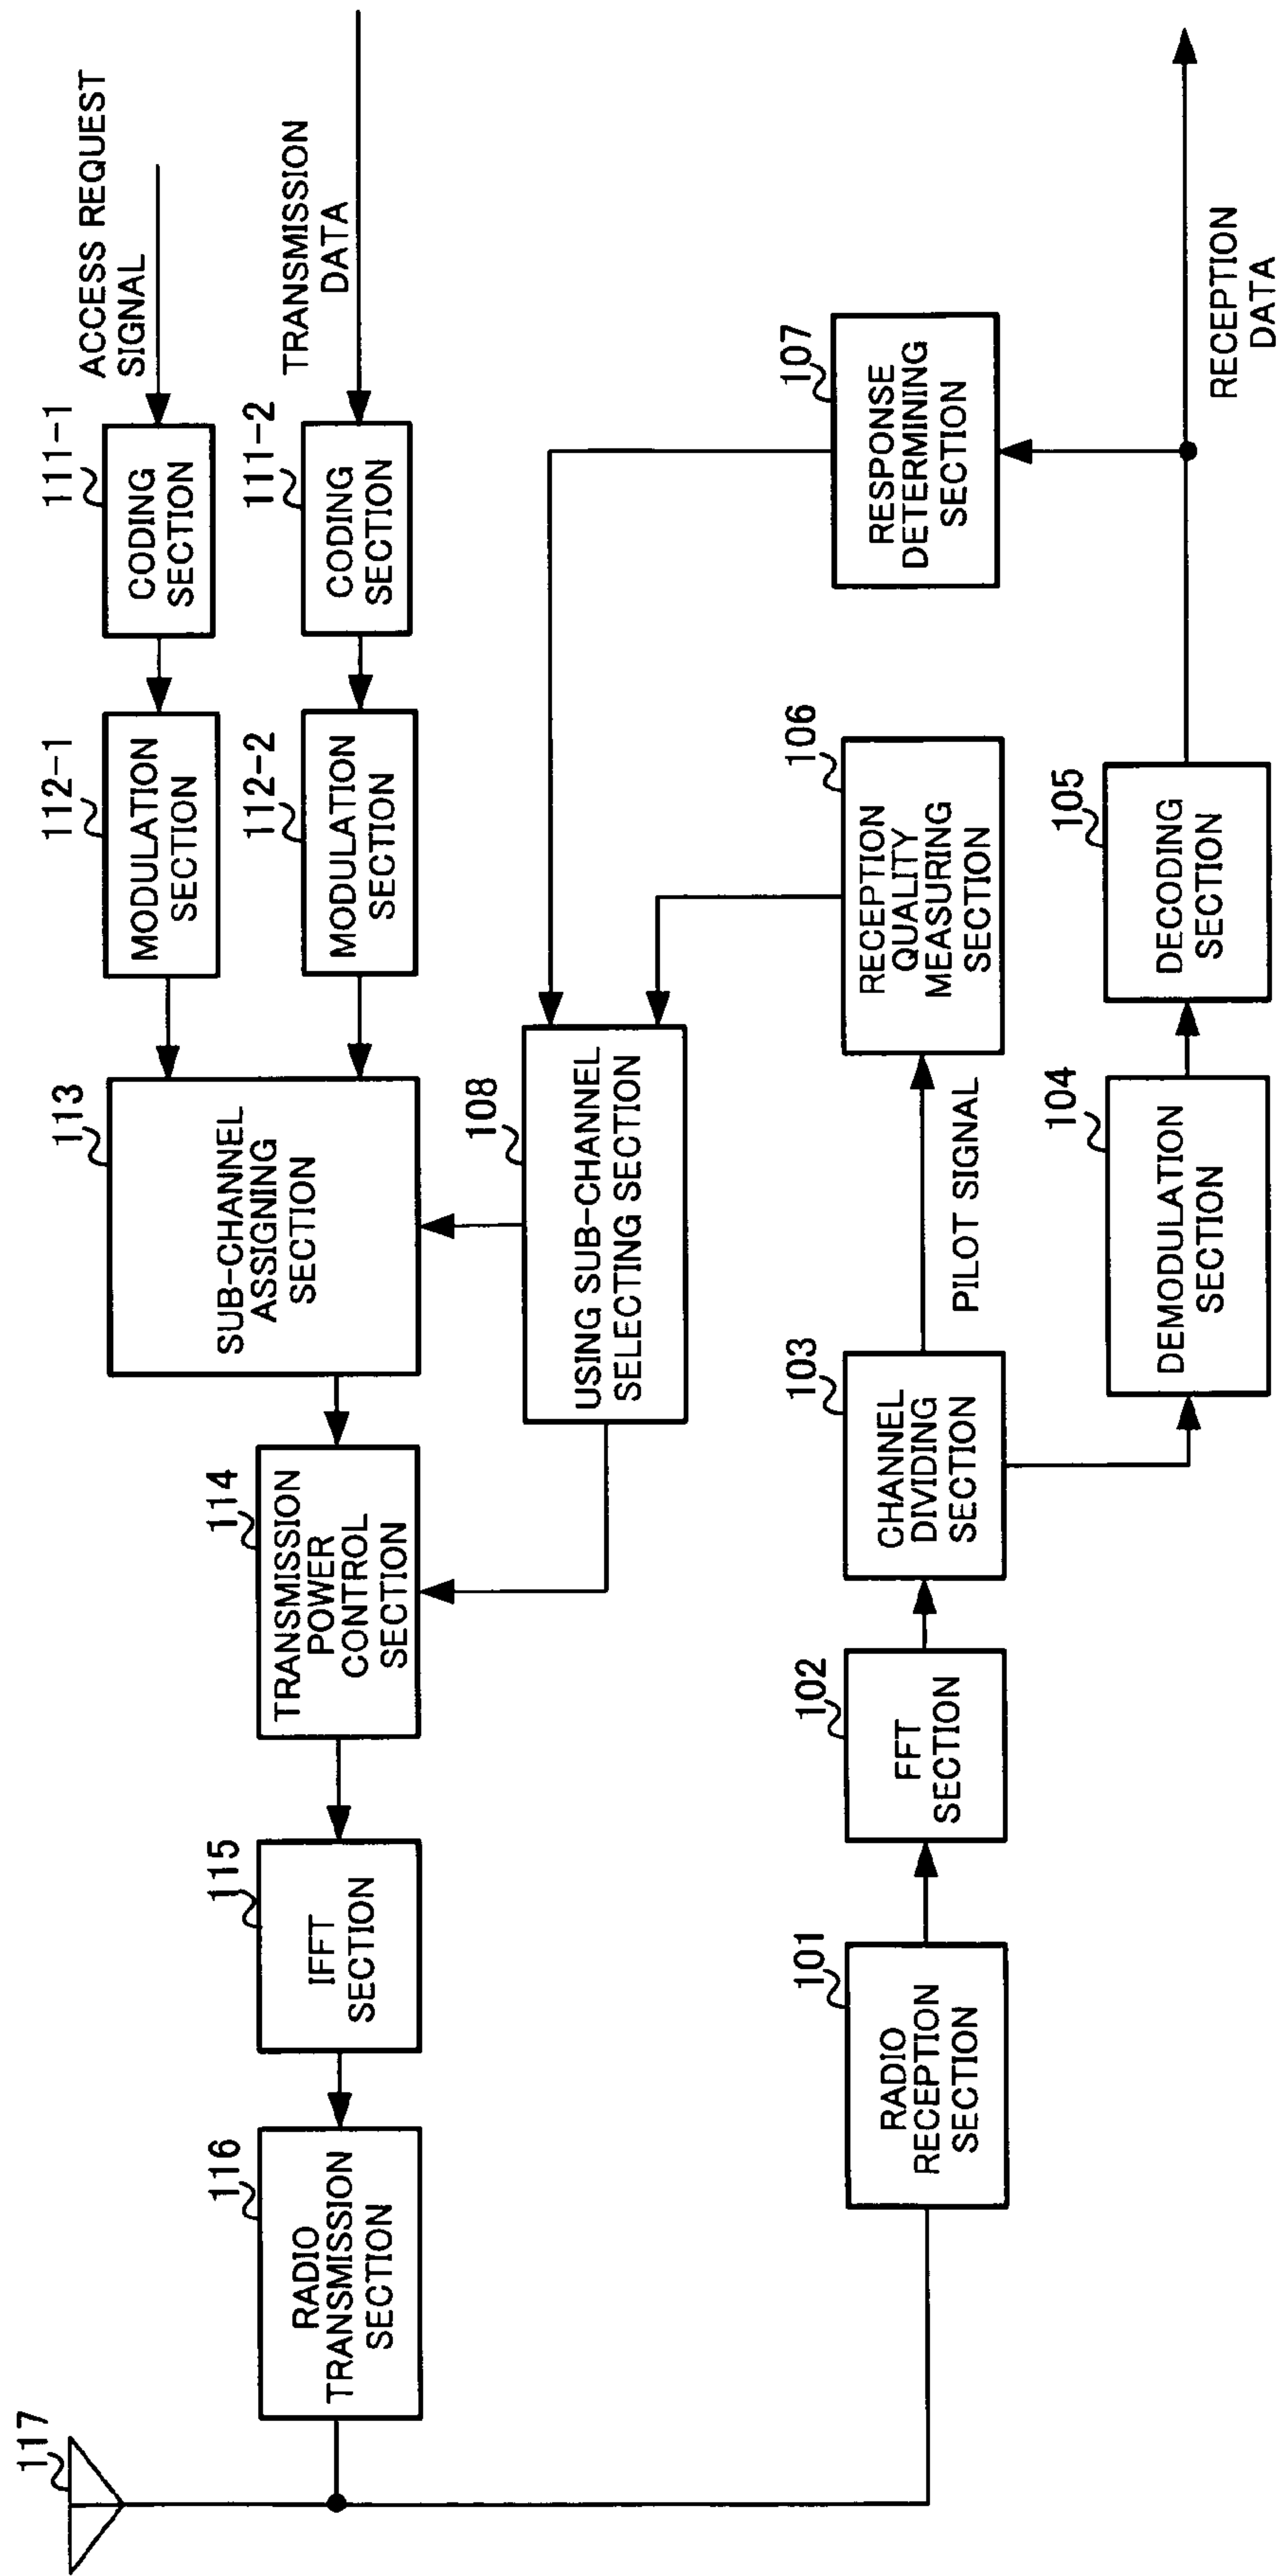 117
116
RADIO
TRANSMISSION
SECTION
115
IFFT
SECTION
114
TRANSMISSION
POWER
CONTROL
SECTION
113
SUB-CHANNEL
ASSIGNING
SECTION
112-1
MODULATION
SECTION
111-1
CODING
SECTION
ACCESS REQUEST
SIGNAL
112-2
MODULATION
SECTION
111-2
CODING
SECTION
TRANSMISSION
DATA
108
USING SUB-CHANNEL
SELECTING SECTION
101
RADIO
RECEPTION
SECTION
102
FFT
SECTION
103
CHANNEL
DIVIDING
SECTION
PILOT SIGNAL
106
RECEPTION
QUALITY
MEASURING
SECTION
107
RESPONSE
DETERMINING
SECTION
104
DEMODULATION
SECTION
105
DECODING
SECTION
RECEPTION
DATA